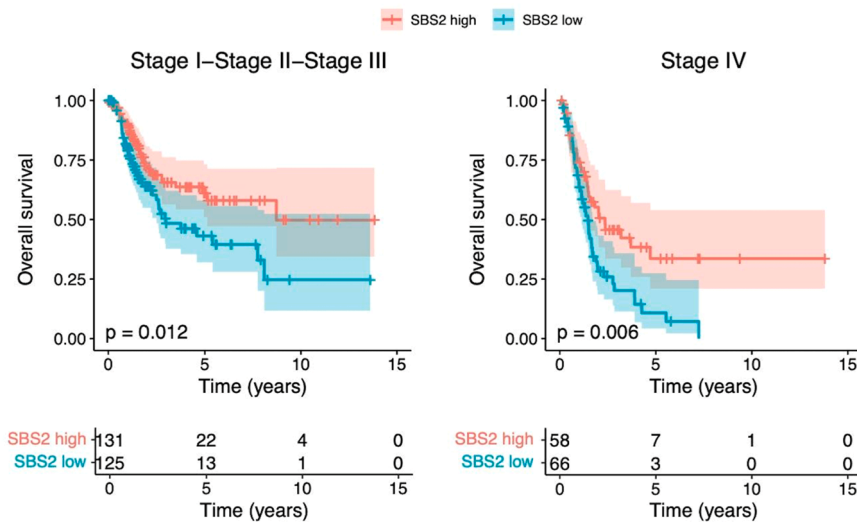 SBS2 high SBS2 low
Stage I–Stage II–Stage III
Stage IV
Overall survival
1.00
0.75
0.50
0.25
0.00
p = 0.012
0 5 10 15
Time (years)
Overall survival
1.00
0.75
0.50
0.25
0.00
p = 0.006
0 5 10 15
Time (years)
SBS2 high 131 22 4 0
SBS2 low 125 13 1 0
0 5 10 15
Time (years)
SBS2 high 58 7 1 0
SBS2 low 66 3 0 0
0 5 10 15
Time (years)